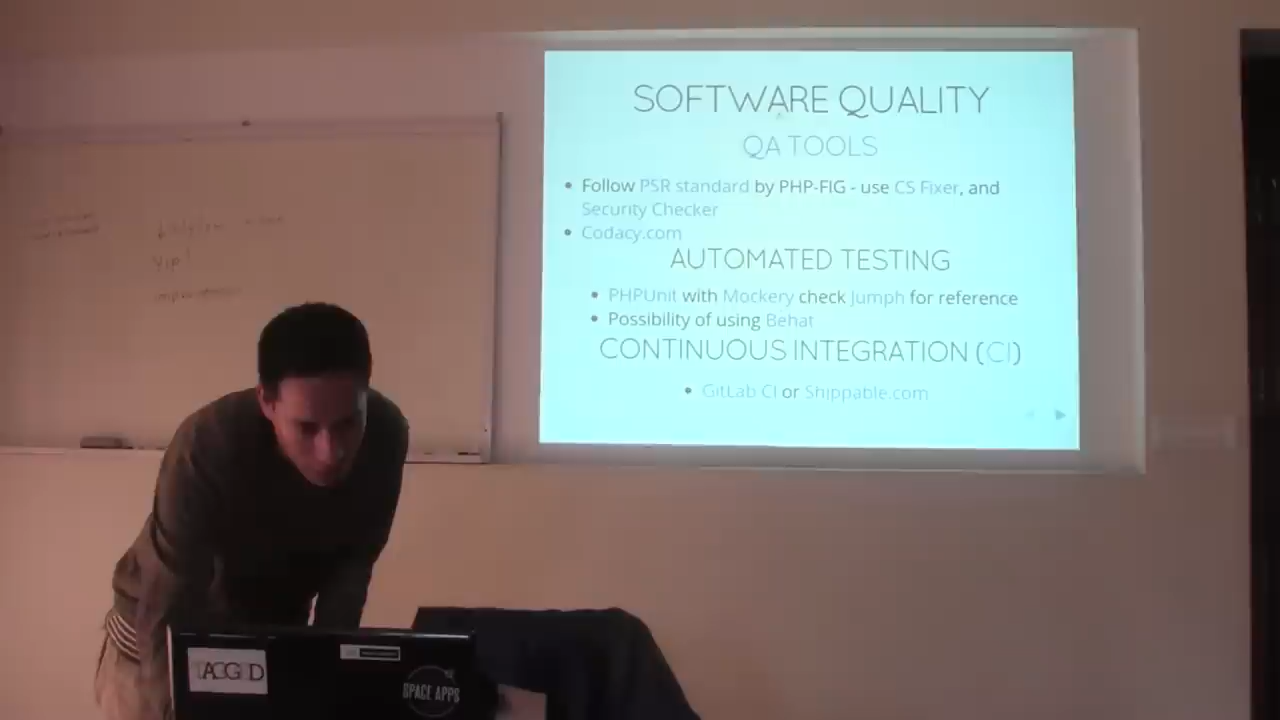 SOFTWARE QUALITY
QA TOOLS
• Follow PSR standard by PHP-FIG - use CS Fixer, and
Security Checker
• Codacy.com
AUTOMATED TESTING
• PHPUnit with Mockery check Jumph for reference
• Possibility of using Behat
CONTINUOUS INTEGRATION (CI)
• GitLab CI or Shippable.com
SPACE APPS